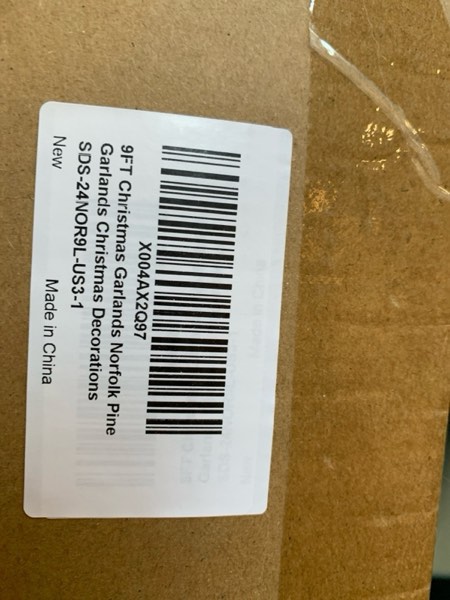 X004AX2Q97
9FT Christmas Garlands Norfolk Pine
Garlands Christmas Decorations
SDS-24NOR9L-US3-1
New Made in China